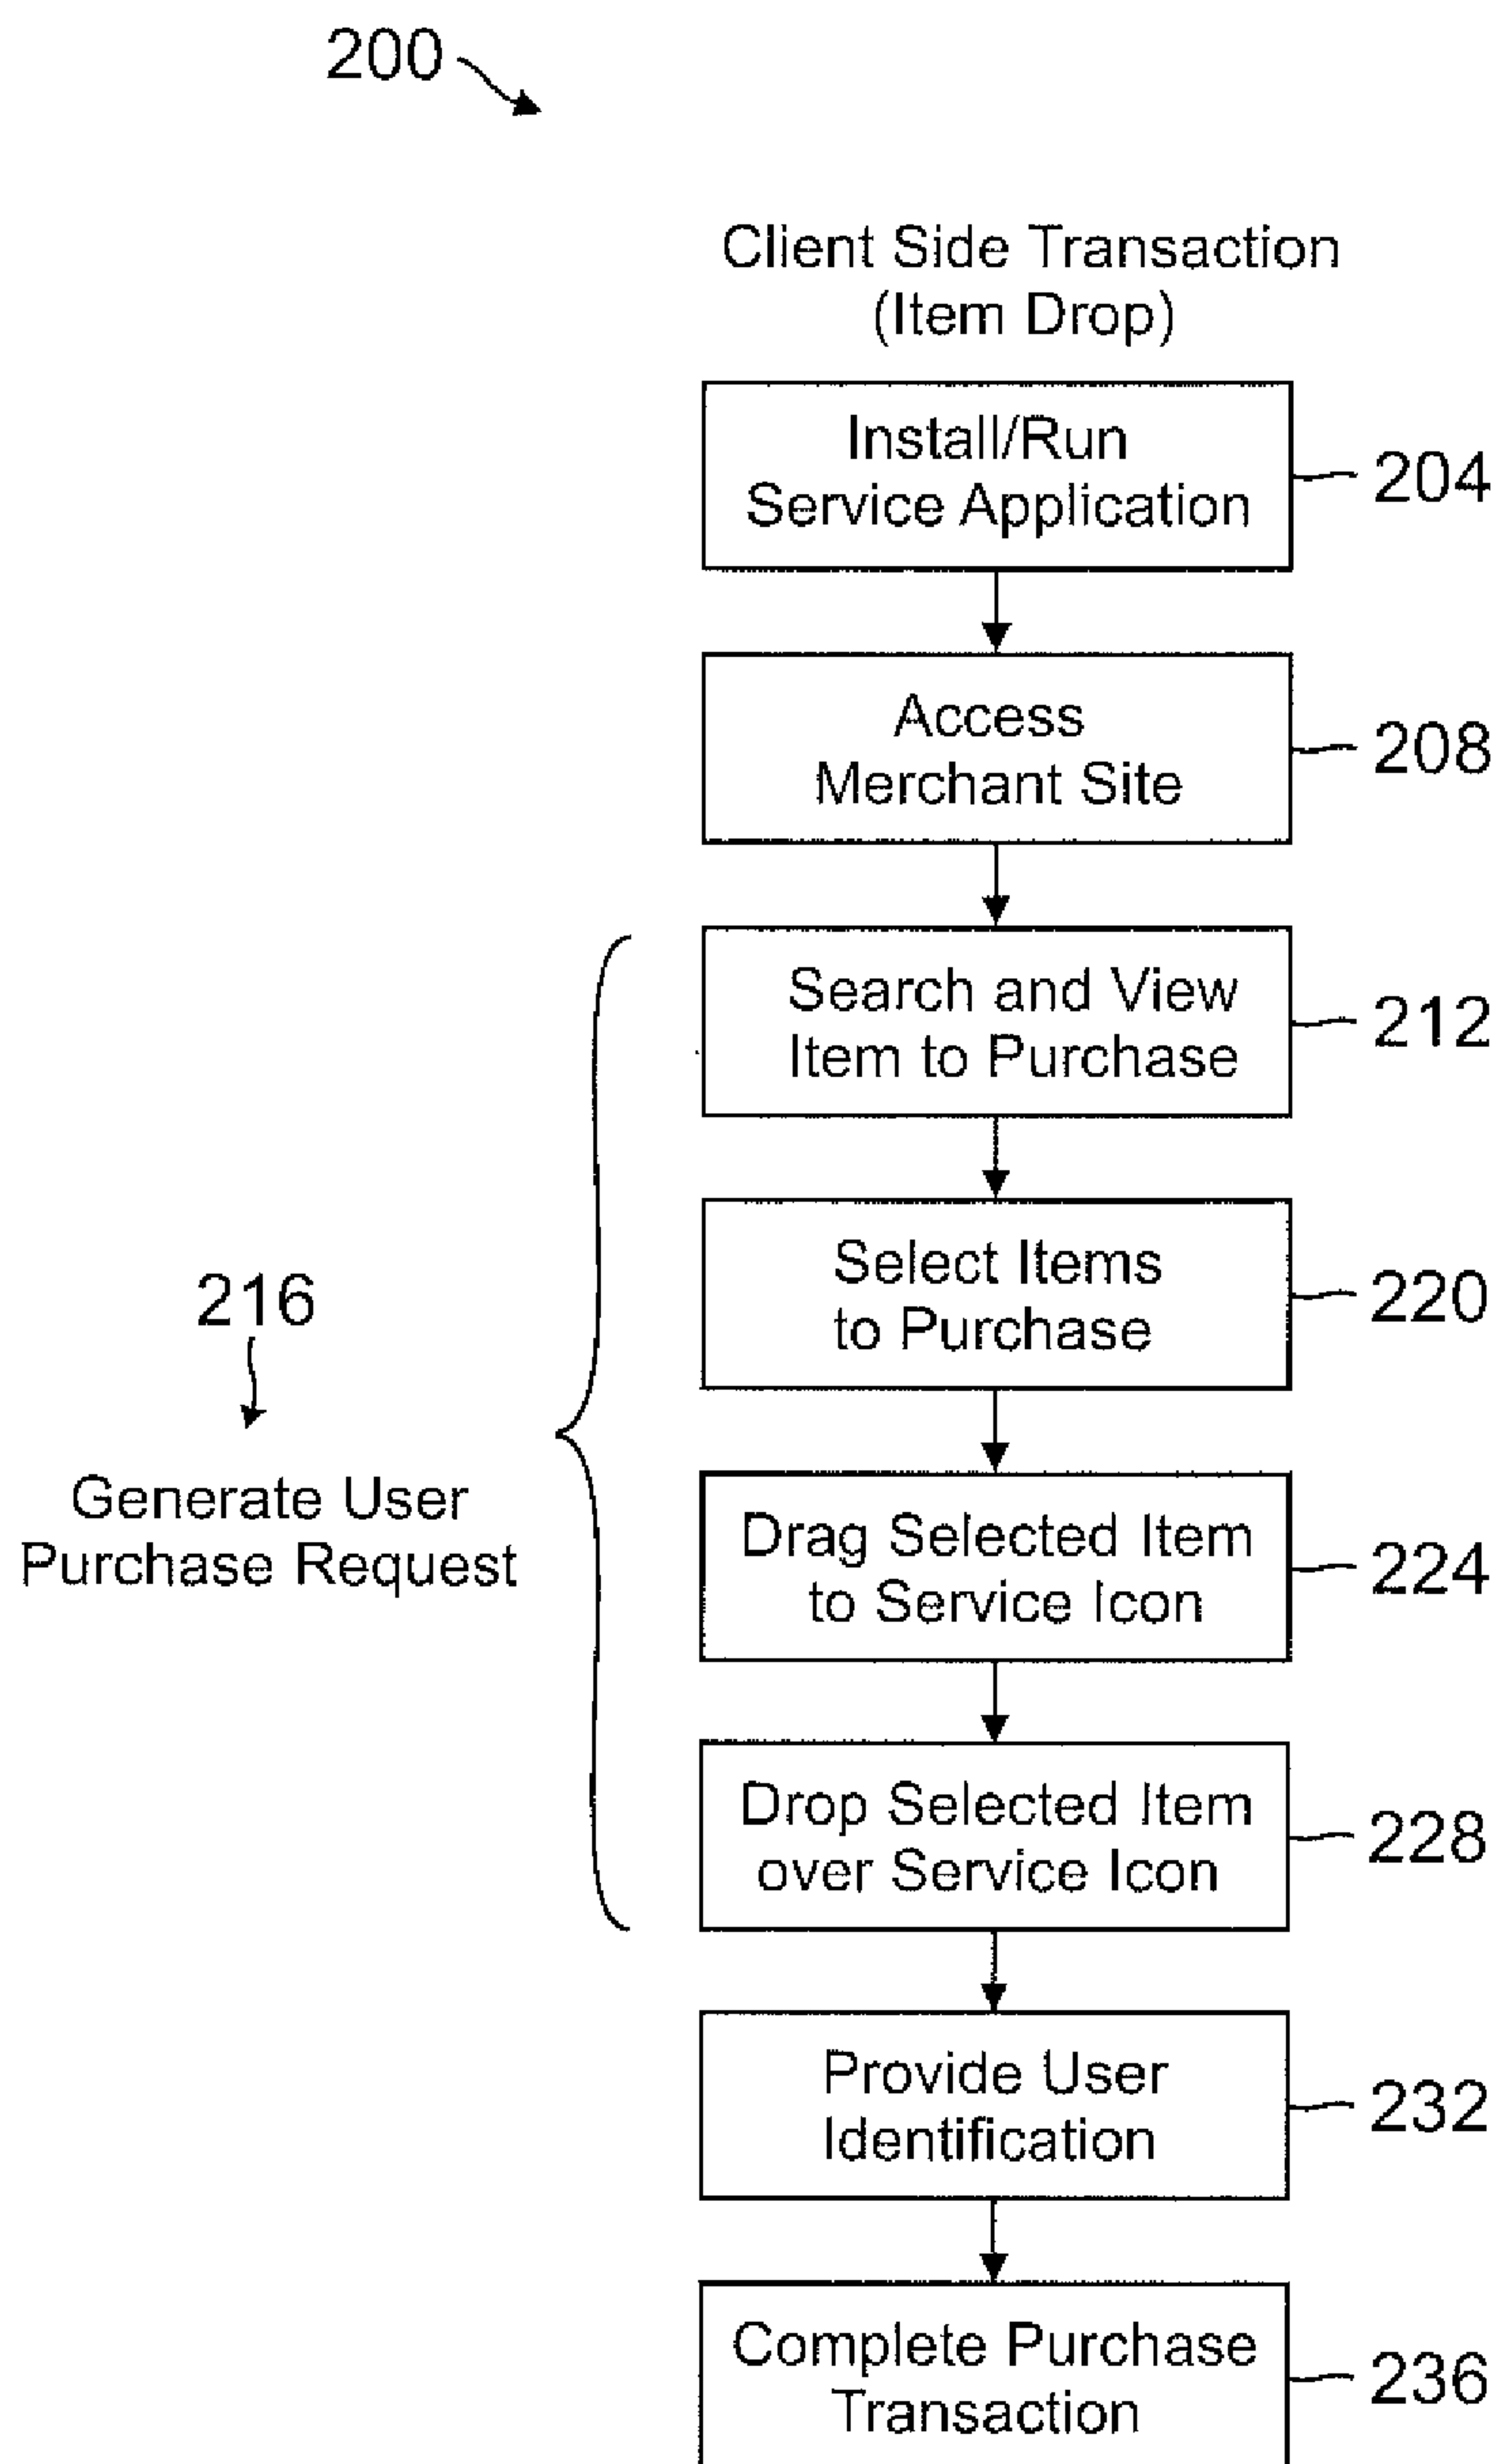 200
Client Side Transaction
(Item Drop)
Install/Run
Service Application
204
Access
Merchant Site
208
Search and View
Item to Purchase
212
Select Items
to Purchase
220
216
Generate User
Purchase Request
Drag Selected Item
to Service Icon
224
Drop Selected Item
over Service Icon
228
Provide User
Identification
232
Complete Purchase
Transaction
236